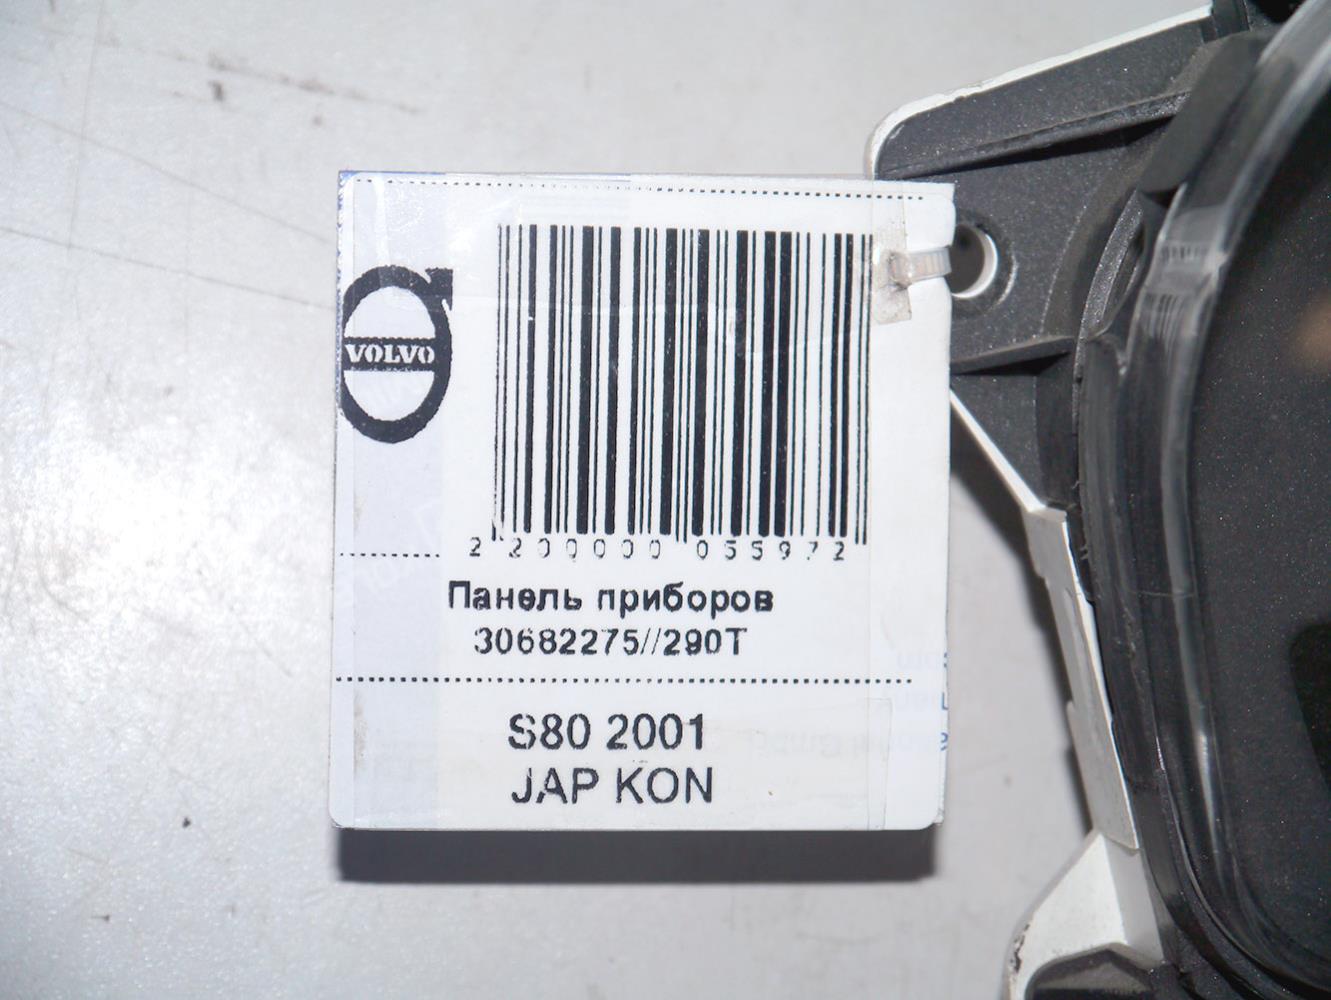 VOLVO
2 200000 055972
Панель приборов
30682275//290T
S80 2001
JAP KON